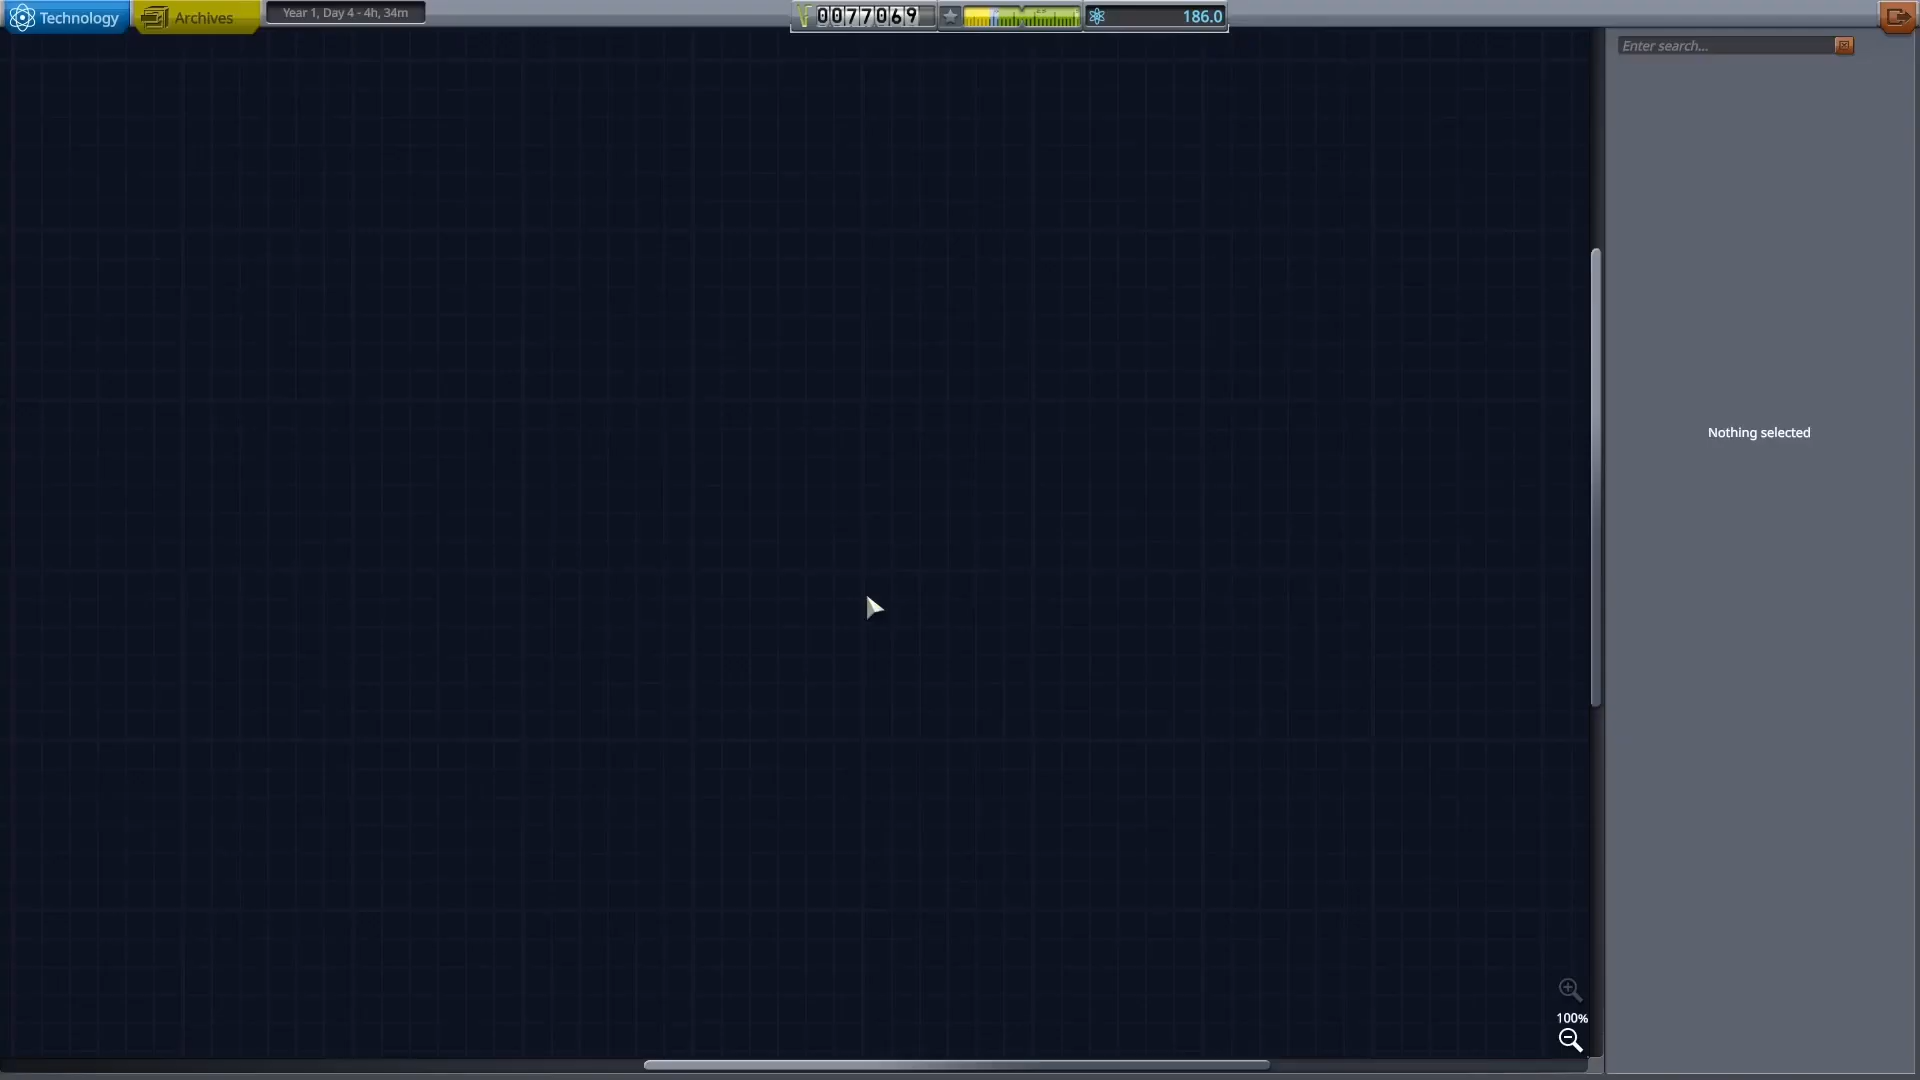 Technology
Archives
Year 1, Day 4 - 4h, 34m
0077069
186.0
Enter search...
Nothing selected
100%